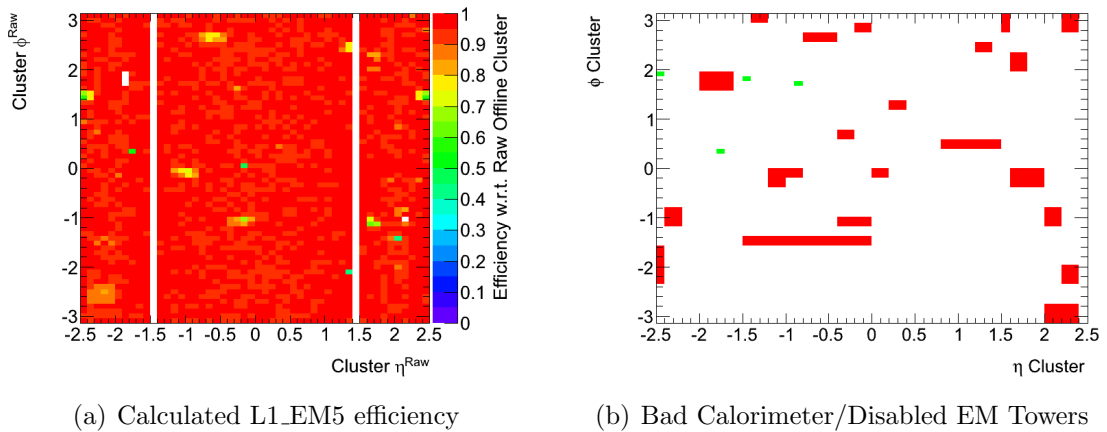 Cluster ϕ^Raw
3
2
1
0
-1
-2
-3
-2.5 -2 -1.5 -1 -0.5 0 0.5 1 1.5 2 2.5
Cluster η^Raw
1
0.9
0.8
0.7
0.6
0.5
0.4
0.3
0.2
0.1
0
Efficiency w.r.t. Raw Offline Cluster
(a) Calculated L1_EM5 efficiency
ϕ Cluster
3
2
1
0
-1
-2
-3
-2.5 -2 -1.5 -1 -0.5 0 0.5 1 1.5 2 2.5
η Cluster
(b) Bad Calorimeter/Disabled EM Towers